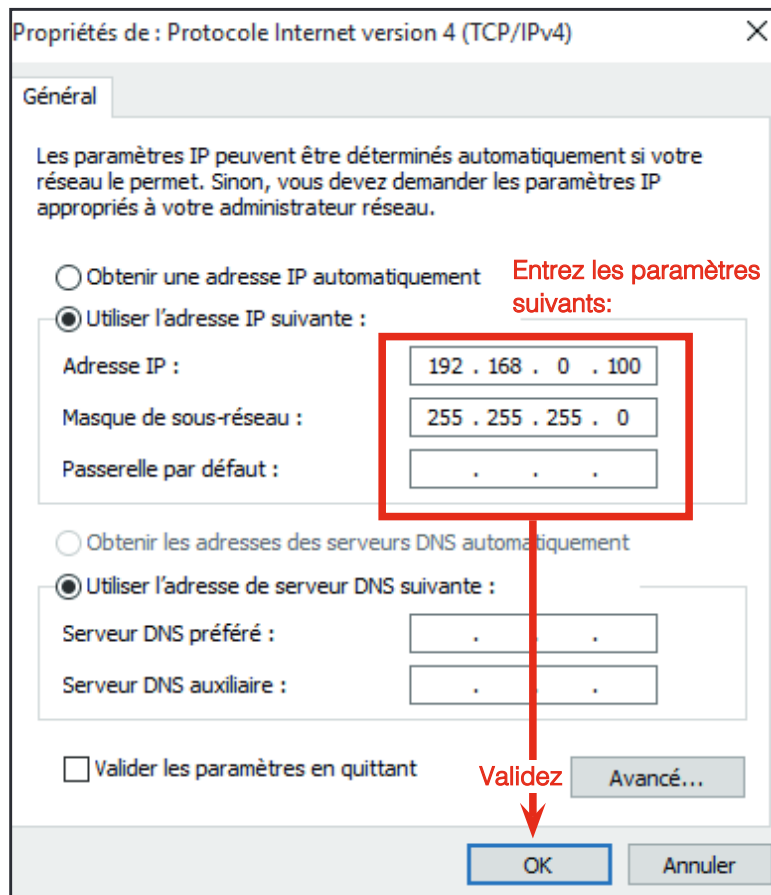 Propriétés de : Protocole Internet version 4 (TCP/IPv4)
Général
Les paramètres IP peuvent être déterminés automatiquement si votre
réseau le permet. Sinon, vous devez demander les paramètres IP
appropriés à votre administrateur réseau.
Obtenir une adresse IP automatiquement
Entrez les paramètres
suivants:
Utiliser l'adresse IP suivante :
Adresse IP : 192 . 168 . 0 . 100
Masque de sous-réseau : 255 . 255 . 255 . 0
Passerelle par défaut : . . .
Obtenir les adresses des serveurs DNS automatiquement
Utiliser l'adresse de serveur DNS suivante :
Serveur DNS préféré : . . .
Serveur DNS auxiliaire : . . .
Valider les paramètres en quittant
Validez
Avancé...
OK Annuler